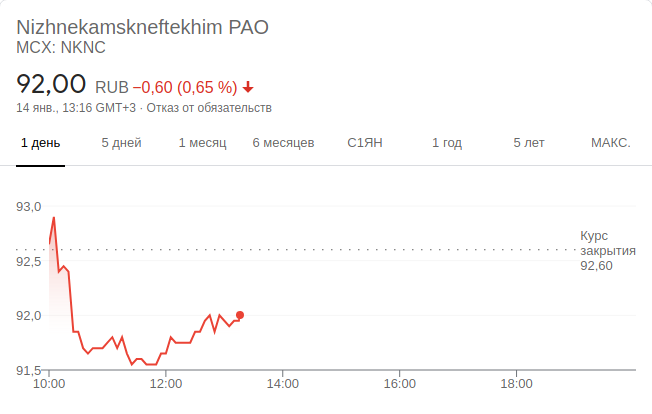 Nizhnekamskneftekhim PAO
MCX: NKNC
92,00 RUB −0,60 (0,65 %)
14 янв., 13:16 GMT+3 · Отказ от обязательств
1 день 5 дней 1 месяц 6 месяцев С1ЯН 1 год 5 лет МАКС.
93,0
92,5
92,0
91,5
Курс
закрытия
92,60
10:00 12:00 14:00 16:00 18:00